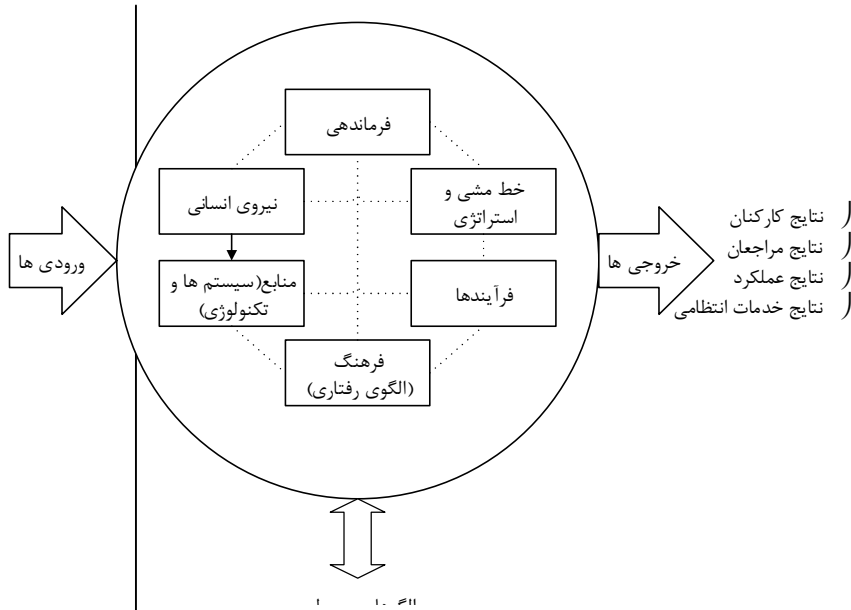 فرماندهی
خط مشی و
استراتژی
نیروی انسانی
ورودی ها
منابع(سیستم ها و
تکنولوژی)
فرآیندها
خروجی ها
نتایج کارکنان
نتایج مراجعان
نتایج عملکرد
نتایج خدمات انتظامی
فرهنگ
(الگوی رفتاری)